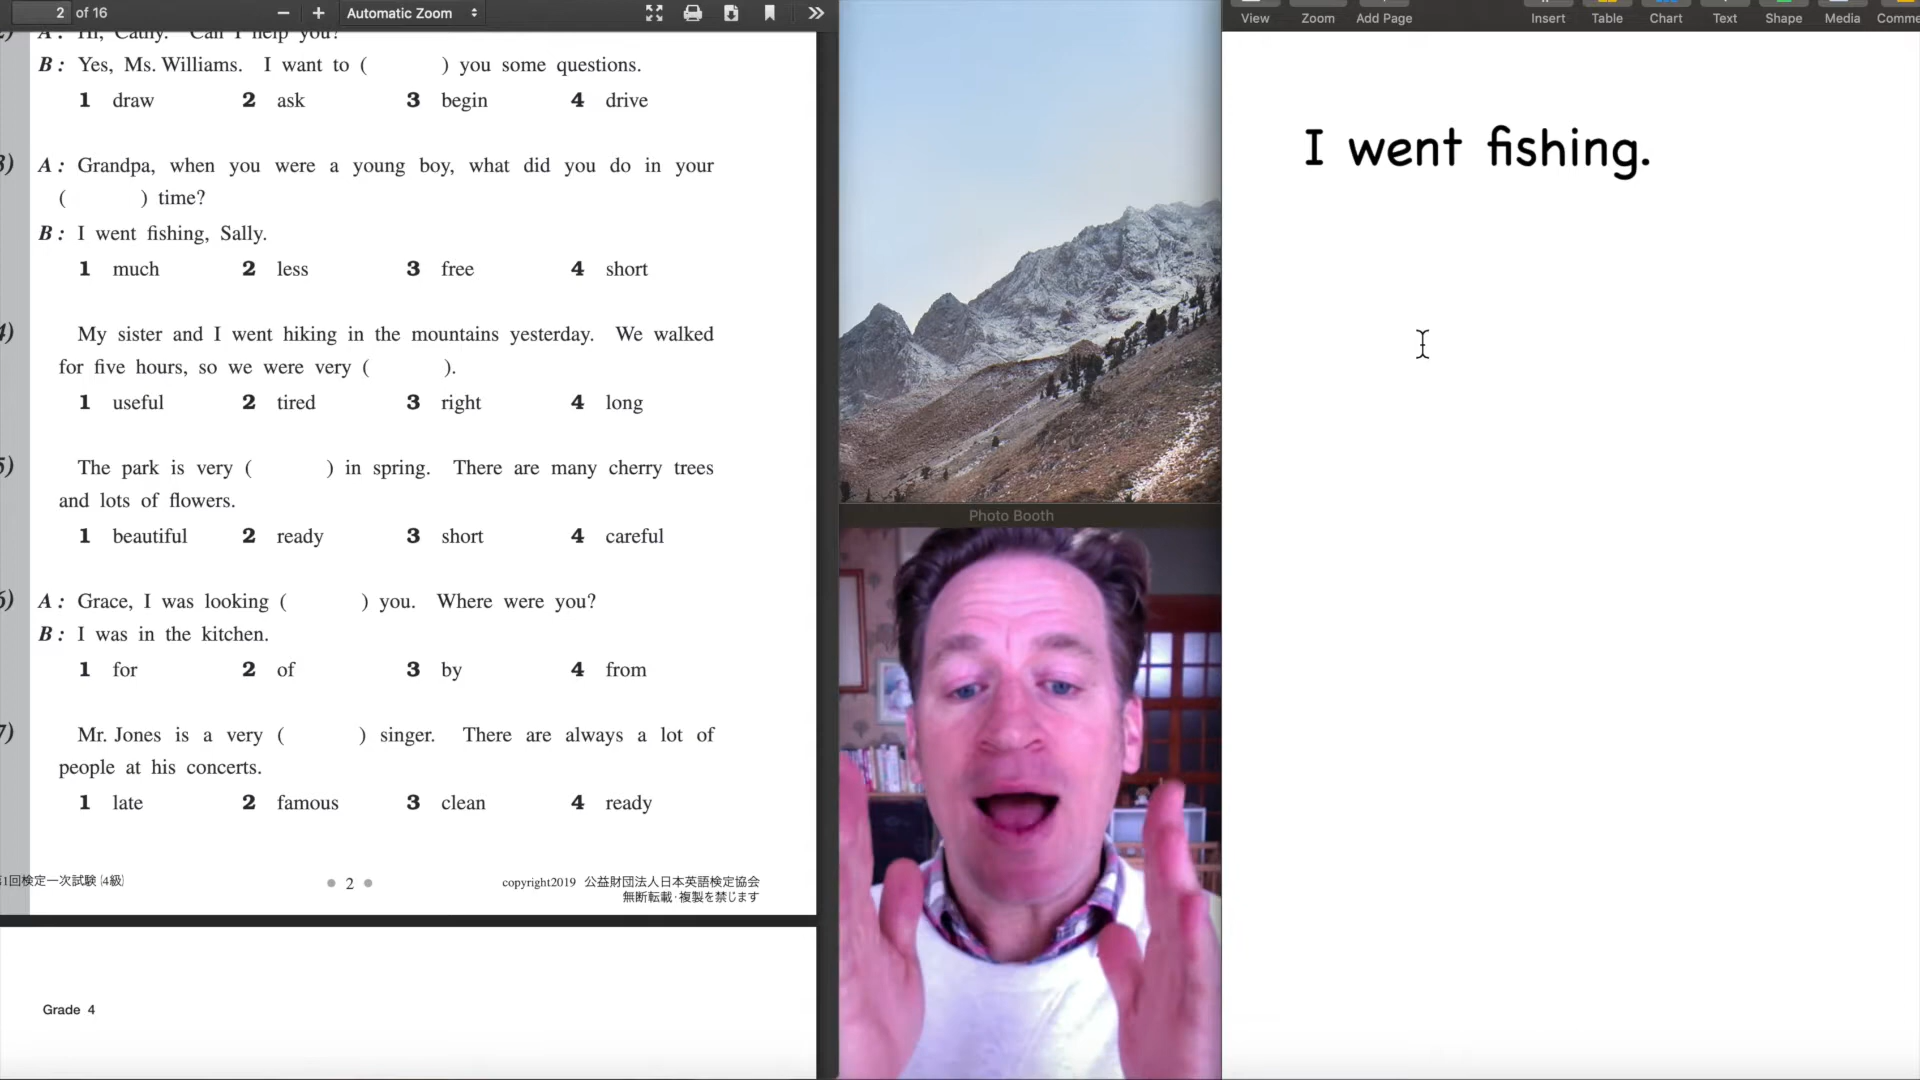 2 of 16
Automatic Zoom
A: Hi, Cathy. Can I help you?
B: Yes, Ms. Williams. I want to ( ) you some questions.
1 draw 2 ask 3 begin 4 drive
3) A: Grandpa, when you were a young boy, what did you do in your
( ) time?
B: I went fishing, Sally.
1 much 2 less 3 free 4 short
4) My sister and I went hiking in the mountains yesterday. We walked
for five hours, so we were very ( ).
1 useful 2 tired 3 right 4 long
5) The park is very ( ) in spring. There are many cherry trees
and lots of flowers.
1 beautiful 2 ready 3 short 4 careful
6) A: Grace, I was looking ( ) you. Where were you?
B: I was in the kitchen.
1 for 2 of 3 by 4 from
7) Mr. Jones is a very ( ) singer. There are always a lot of
people at his concerts.
1 late 2 famous 3 clean 4 ready
1回検定一次試験 (4級)
2
copyright2019 公益財団法人日本英語検定協会
無断転載・複製を禁じます
Grade 4
Photo Booth
View Zoom Add Page Insert Table Chart Text Shape Media Comme
I went fishing.